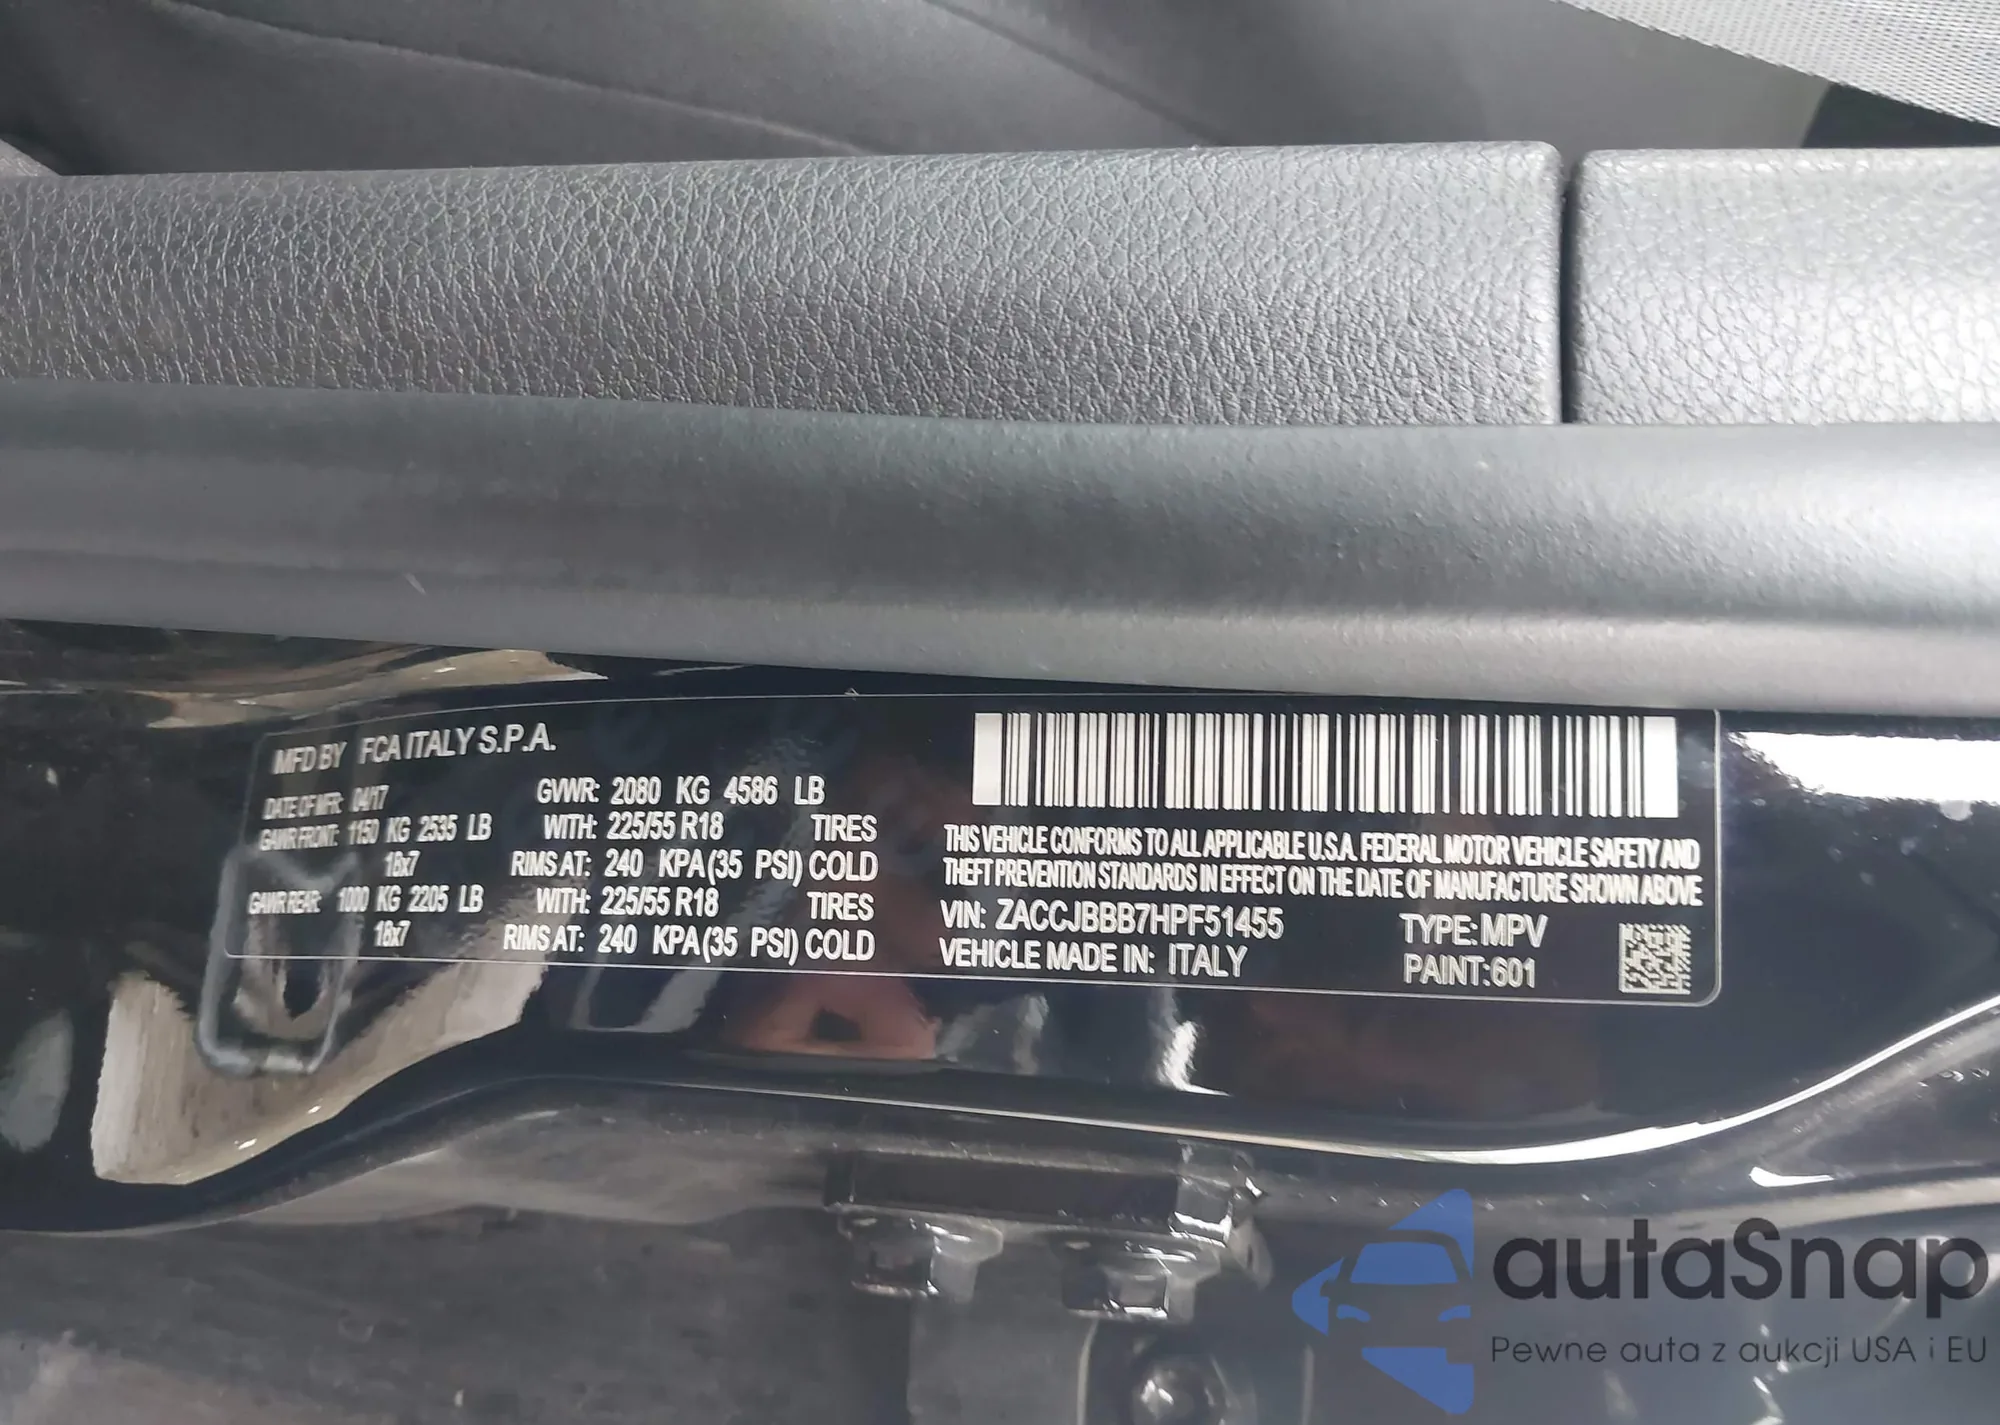 MFD BY FCA ITALY S.P.A.
DATE OF MFR: 04/17 GVWR: 2080 KG 4586 LB
GAWR FRONT: 1150 KG 2535 LB WITH: 225/55 R18 TIRES
18x7 RIMS AT: 240 KPA (35 PSI) COLD
GAWR REAR: 1000 KG 2205 LB WITH: 225/55 R18 TIRES
18x7 RIMS AT: 240 KPA (35 PSI) COLD
THIS VEHICLE CONFORMS TO ALL APPLICABLE U.S.A. FEDERAL MOTOR VEHICLE SAFETY AND
THEFT PREVENTION STANDARDS IN EFFECT ON THE DATE OF MANUFACTURE SHOWN ABOVE
VIN: ZACCJBBB7HPF51455 TYPE: MPV
VEHICLE MADE IN: ITALY PAINT: 601
autaSnap
Pewne auta z aukcji USA i EU